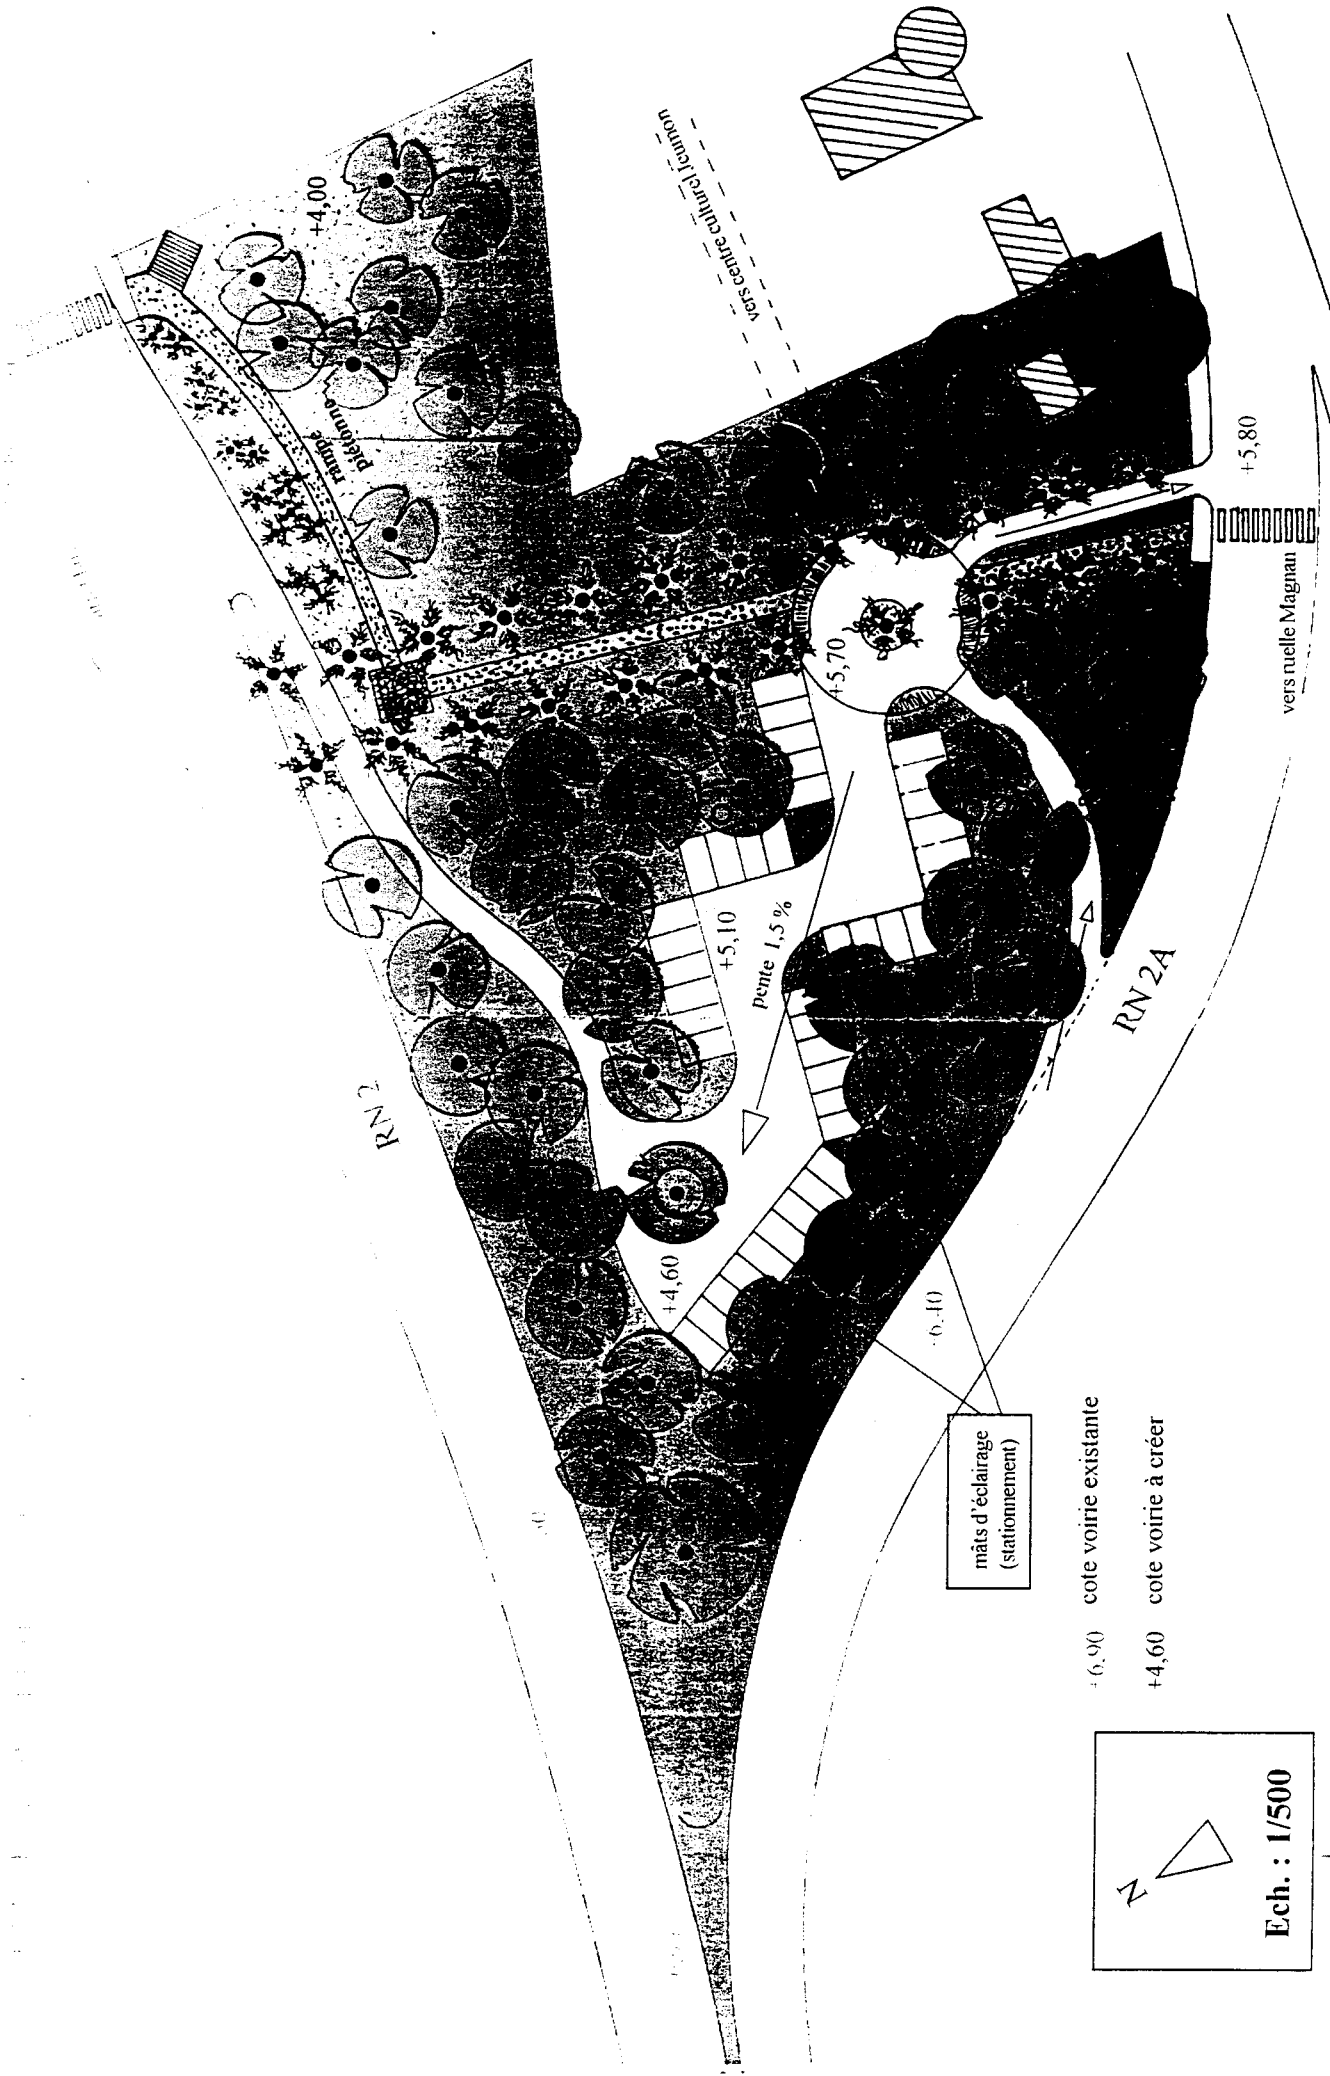 +4,00
rampe
piétonne
vers centre culturel Jeumon
+5,80
vers ruelle Magnan
+5,70
+5,10
pente 1,5 %
RN 2
RN 2A
+4,60
mâts d'éclairage
(stationnement)
+6,90 cote voirie existante
+4,60 cote voirie à créer
N
Ech. : 1/500